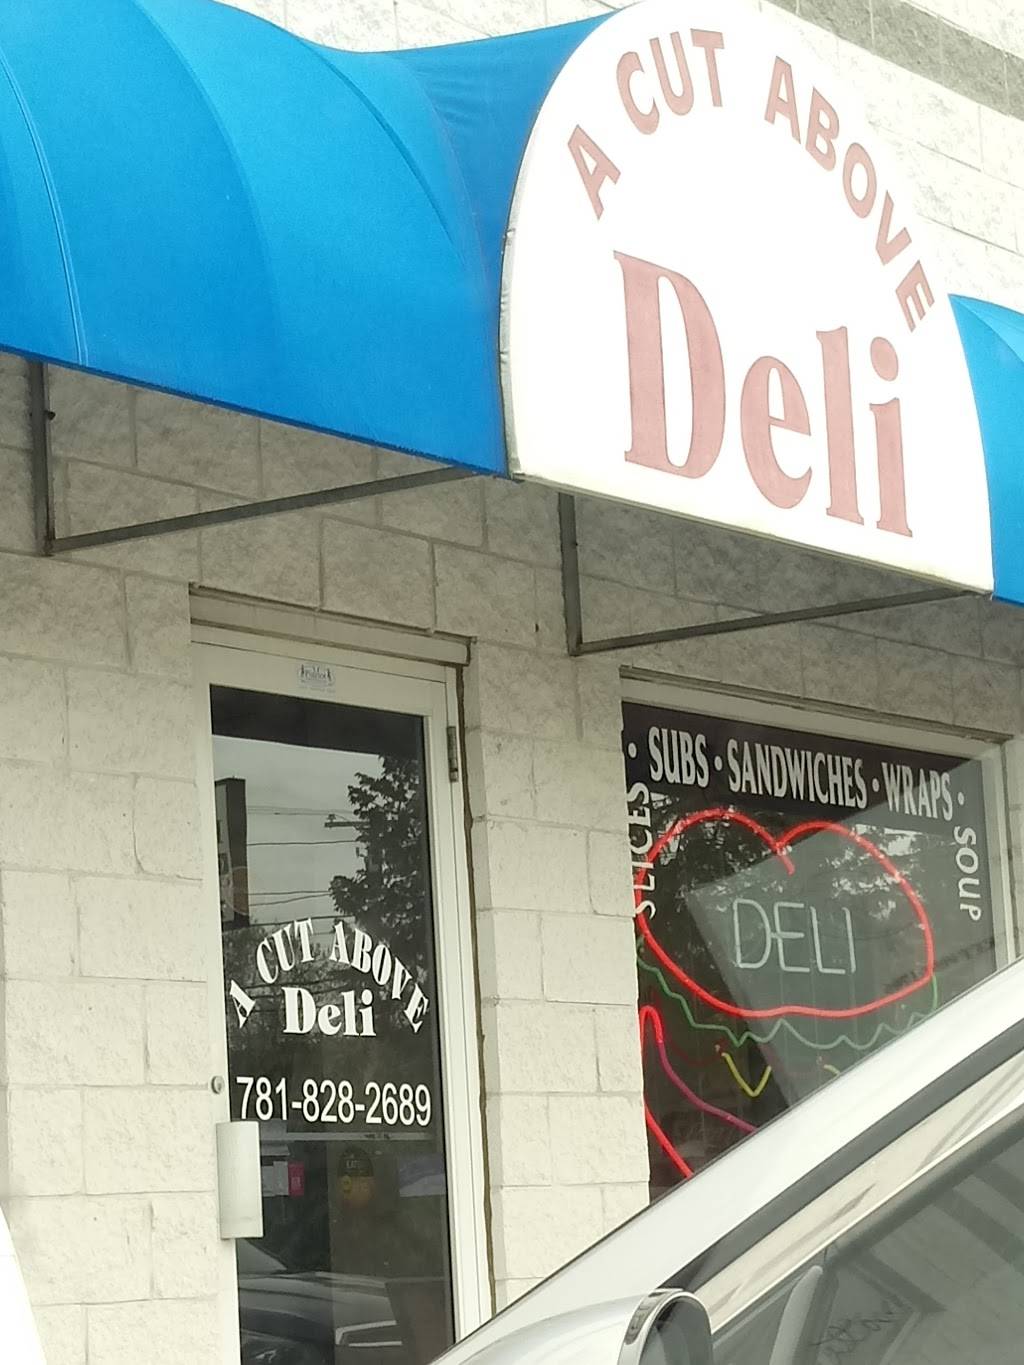 A CUT ABOVE
Deli
SLICES • SUBS • SANDWICHES • WRAPS • SOUP
DELI
A CUT ABOVE
Deli
781-828-2689